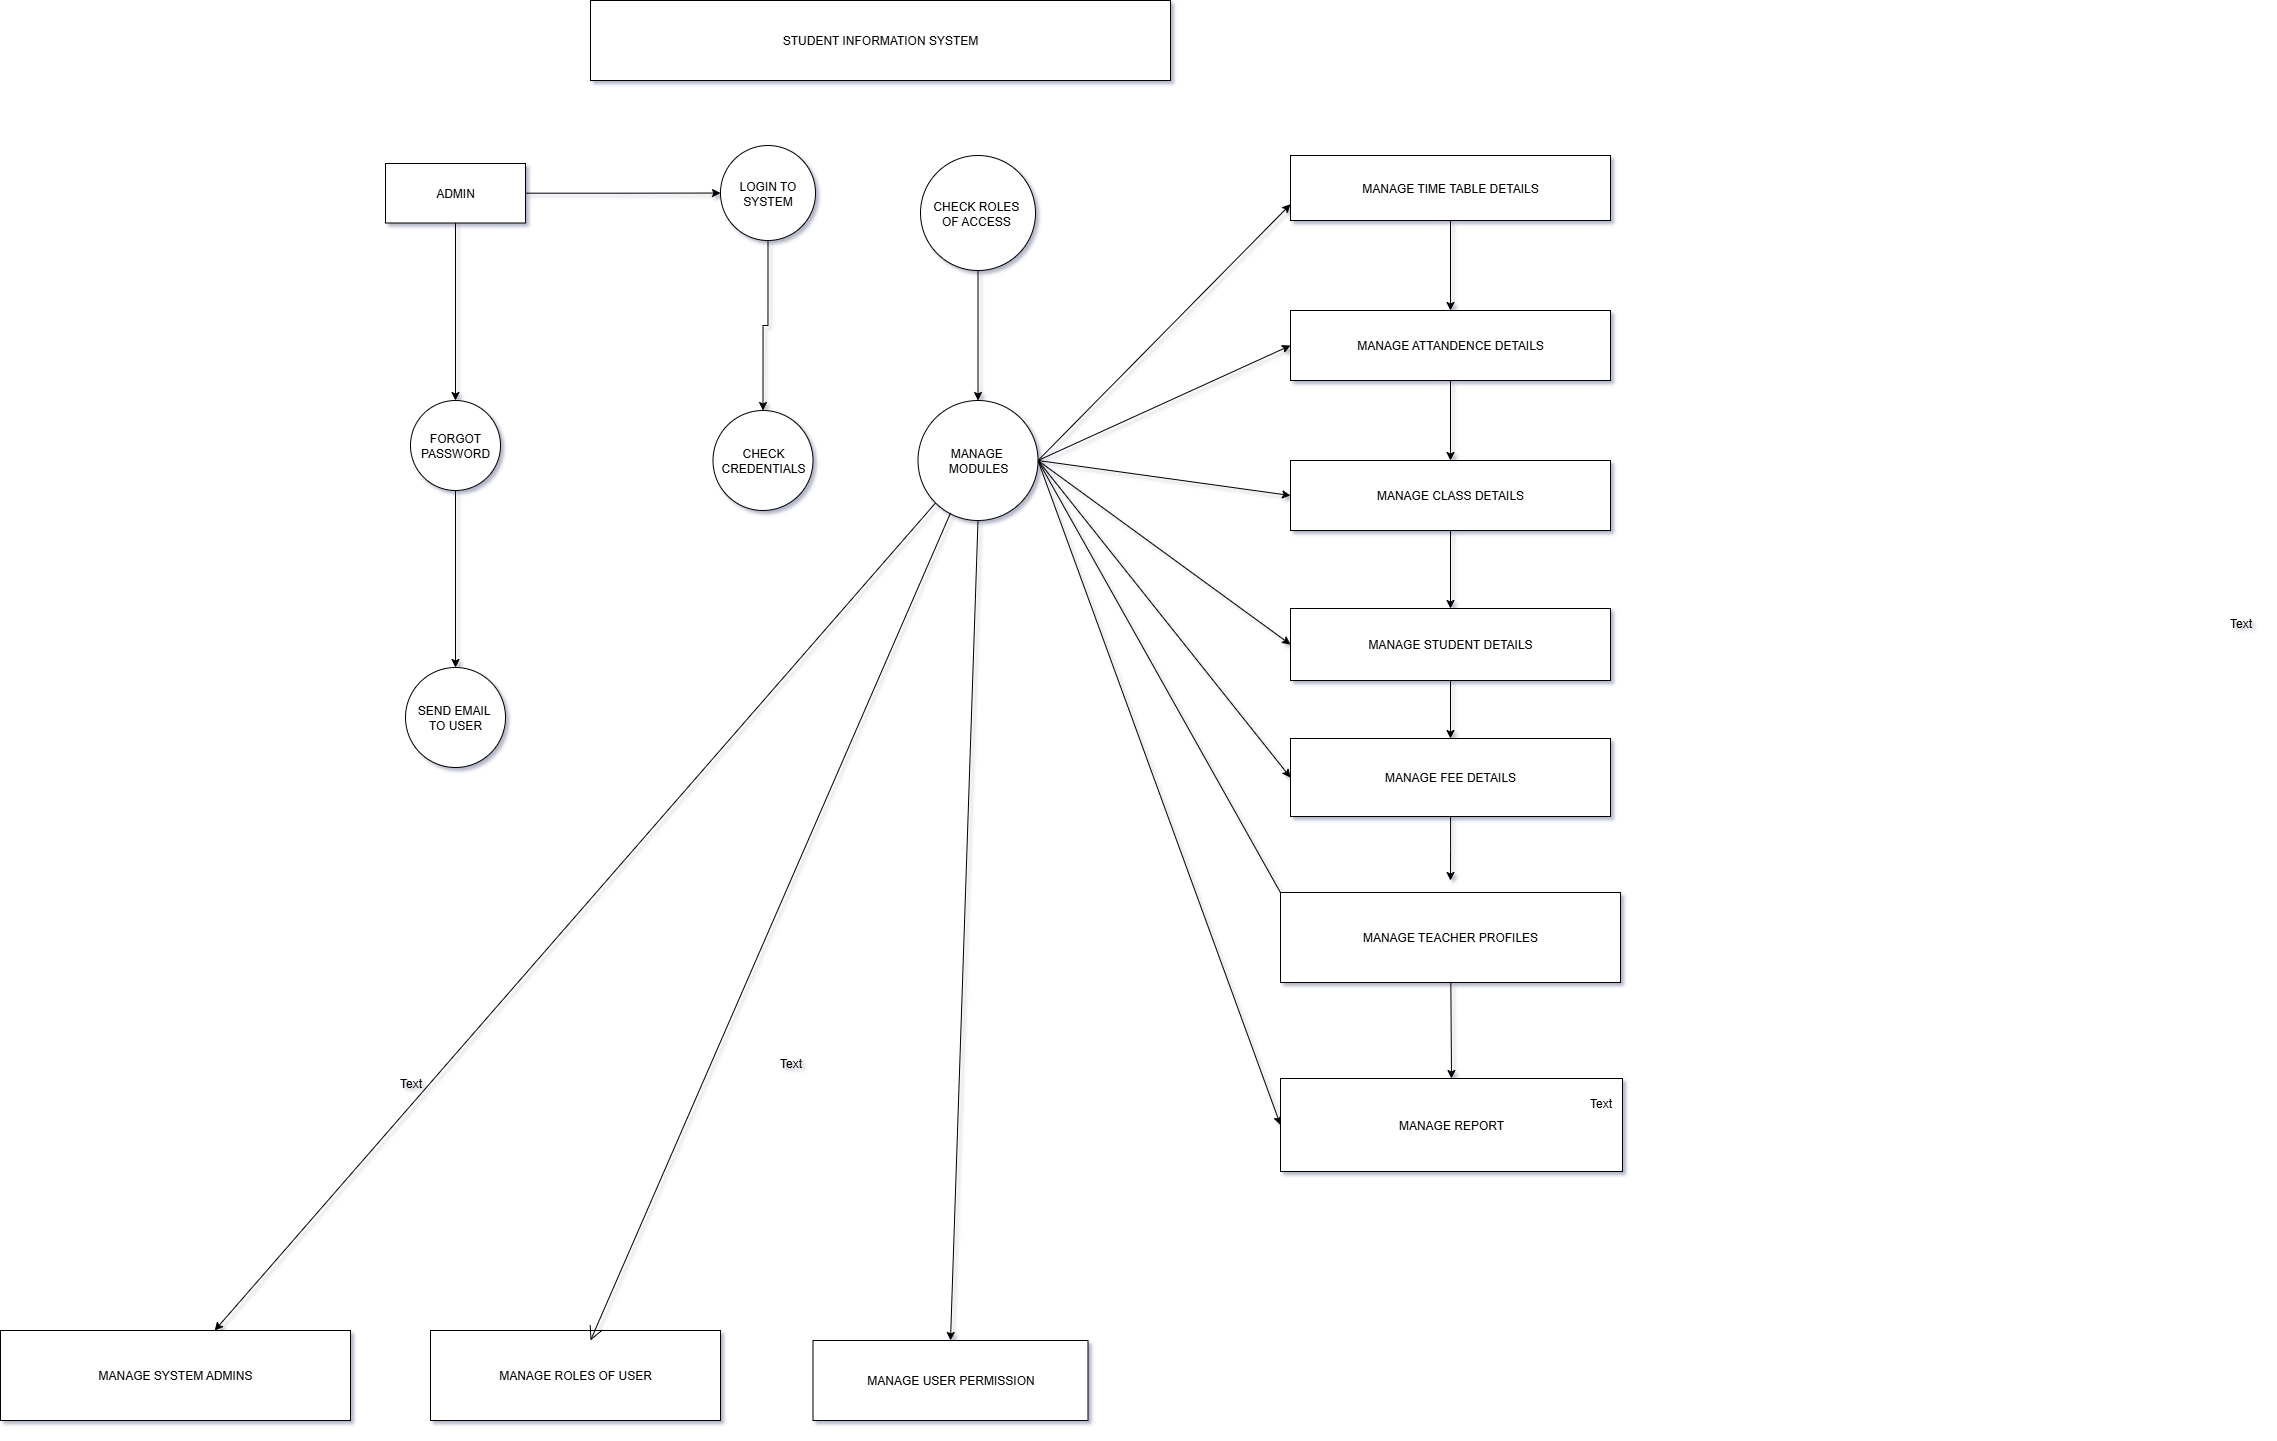 STUDENT INFORMATION SYSTEM
ADMIN
LOGIN TO
SYSTEM
CHECK ROLES
OF ACCESS
MANAGE TIME TABLE DETAILS
MANAGE ATTANDENCE DETAILS
FORGOT
PASSWORD
CHECK
CREDENTIALS
MANAGE
MODULES
MANAGE CLASS DETAILS
Text
MANAGE STUDENT DETAILS
SEND EMAIL
TO USER
MANAGE FEE DETAILS
MANAGE TEACHER PROFILES
Text
Text
Text
MANAGE REPORT
MANAGE SYSTEM ADMINS
MANAGE ROLES OF USER
MANAGE USER PERMISSION